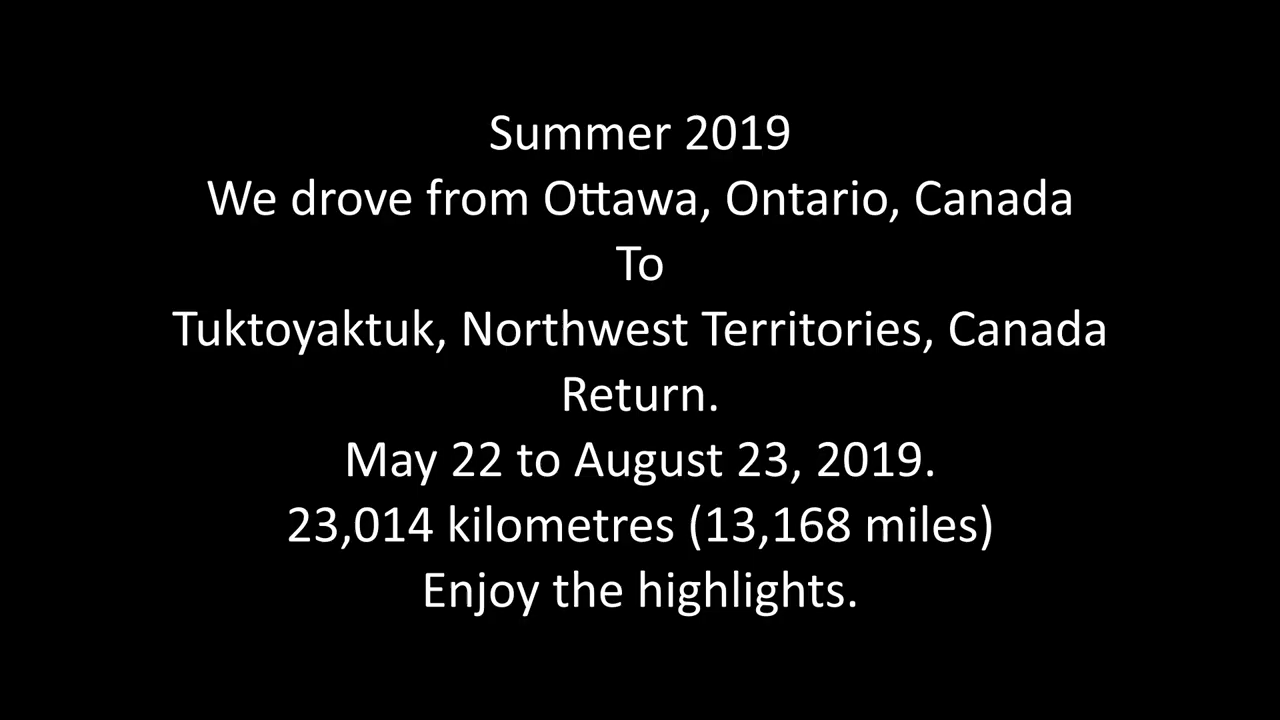 Summer 2019
We drove from Ottawa, Ontario, Canada
To
Tuktoyaktuk, Northwest Territories, Canada
Return.
May 22 to August 23, 2019.
23,014 kilometres (13,168 miles)
Enjoy the highlights.